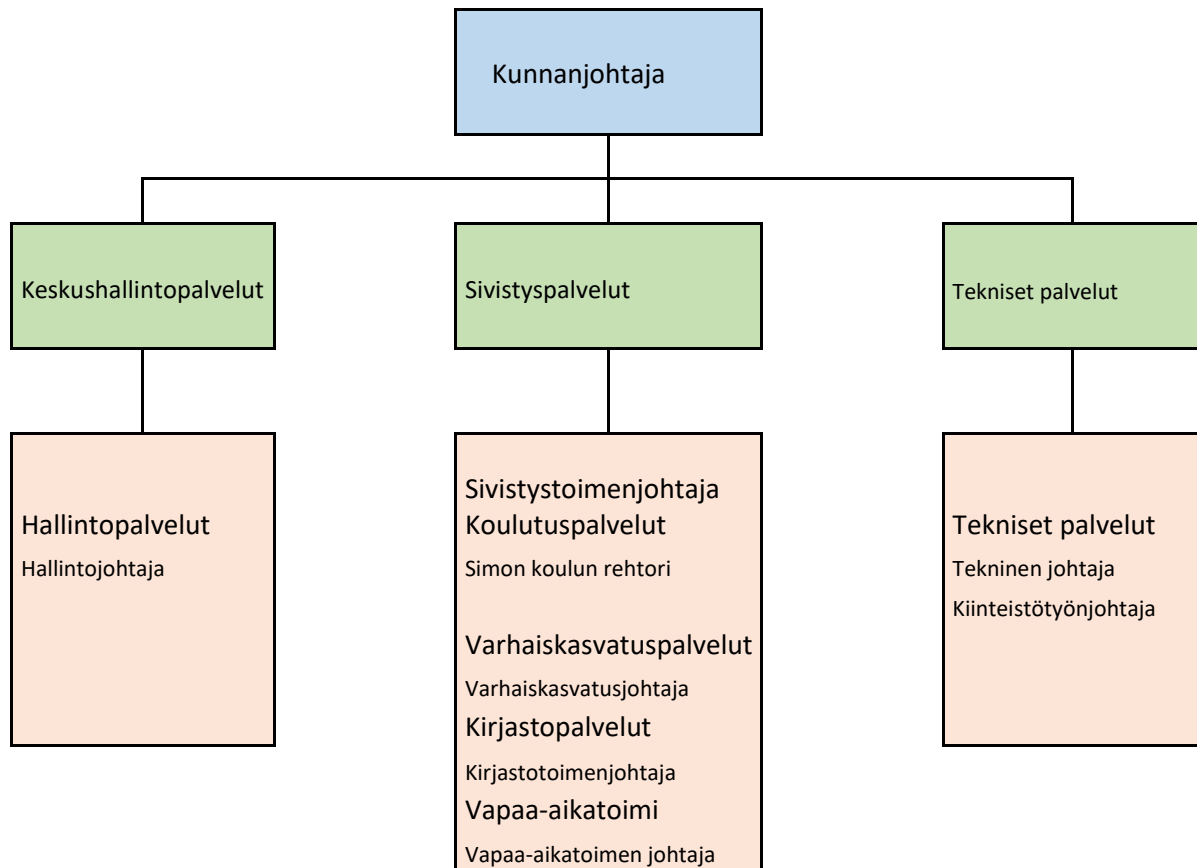 Kunnanjohtaja
Keskushallintopalvelut
Sivistyspalvelut
Tekniset palvelut
Hallintopalvelut
Hallintojohtaja
Sivistystoimenjohtaja
Koulutuspalvelut
Simon koulun rehtori
Varhaiskasvatuspalvelut
Varhaiskasvatusjohtaja
Kirjastopalvelut
Kirjastotoimenjohtaja
Vapaa-aikatoimi
Vapaa-aikatoimen johtaja
Tekniset palvelut
Tekninen johtaja
Kiinteistötyönjohtaja